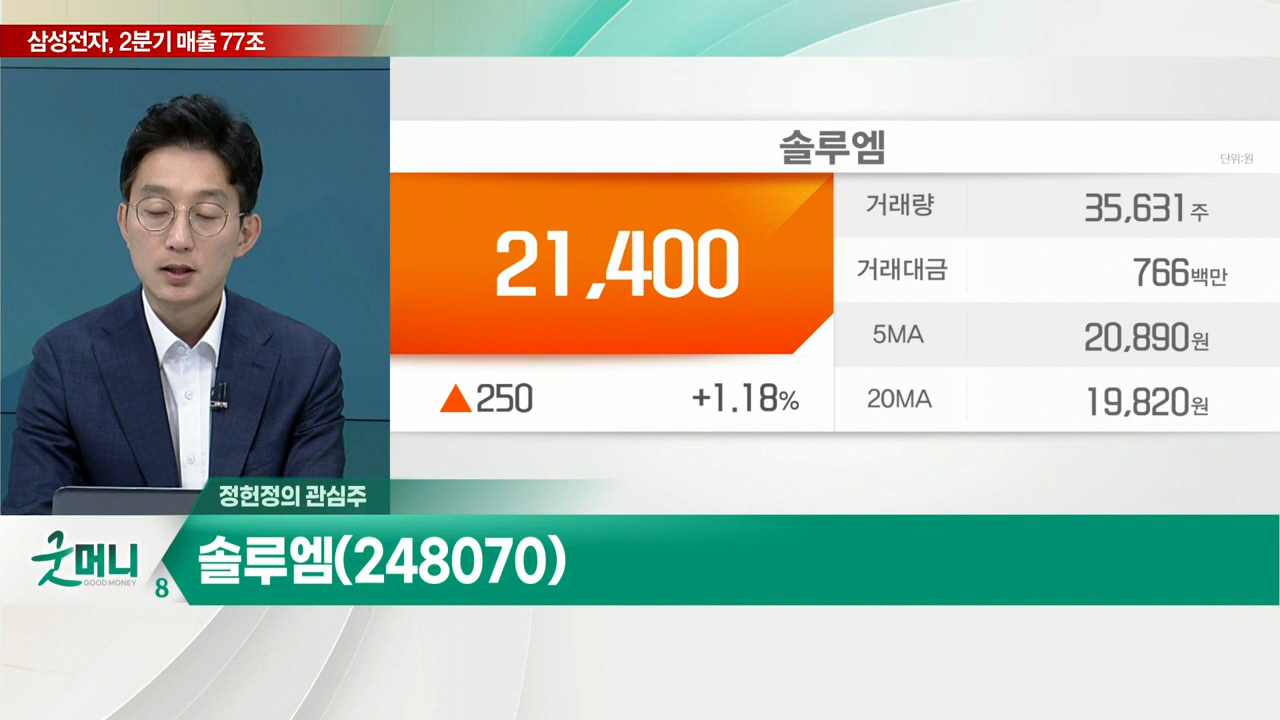 삼성전자, 2분기 매출 77조
솔루엠
단위:원
21,400
▲250 +1.18%
거래량 35,631주
거래대금 766백만
5MA 20,890원
20MA 19,820원
정헌정의 관심주
굿머니
GOOD MONEY
8
솔루엠(248070)